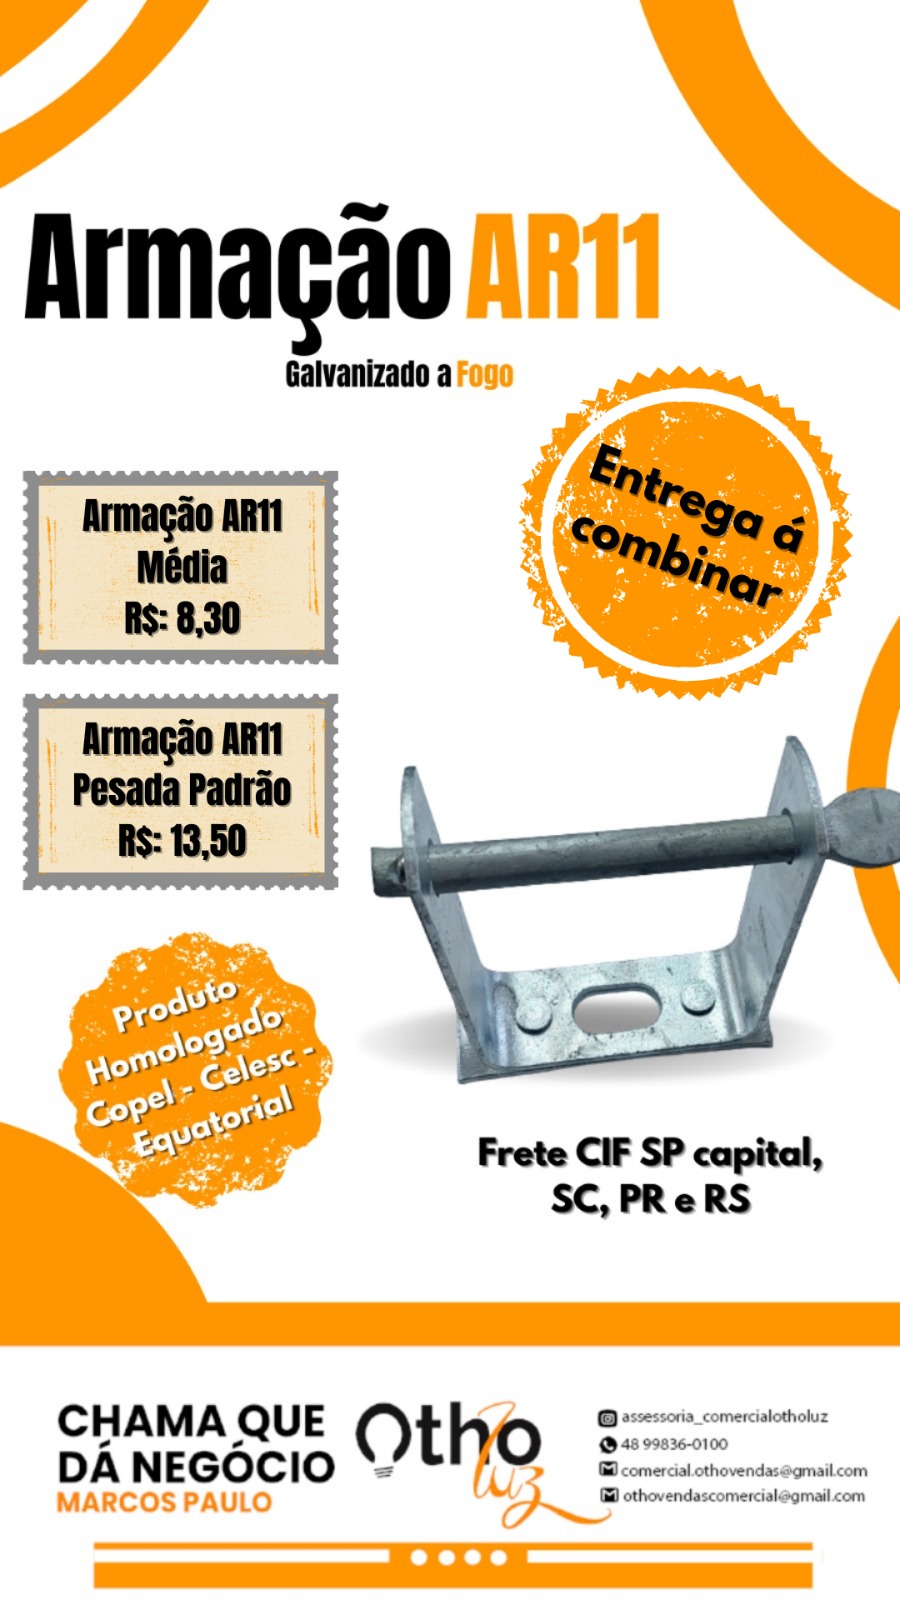 Armação AR11
Galvanizado a Fogo
Entrega á
combinar
Armação AR11
Média
R$: 8,30
Armação AR11
Pesada Padrão
R$: 13,50
Produto
Homologado
Copel - Celesc -
Equatorial
Frete CIF SP capital,
SC, PR e RS
CHAMA QUE
DÁ NEGÓCIO
MARCOS PAULO
Otho
luz
assessoria_comercialotholuz
48 99836-0100
comercial.othovendas@gmail.com
othovendascomercial@gmail.com